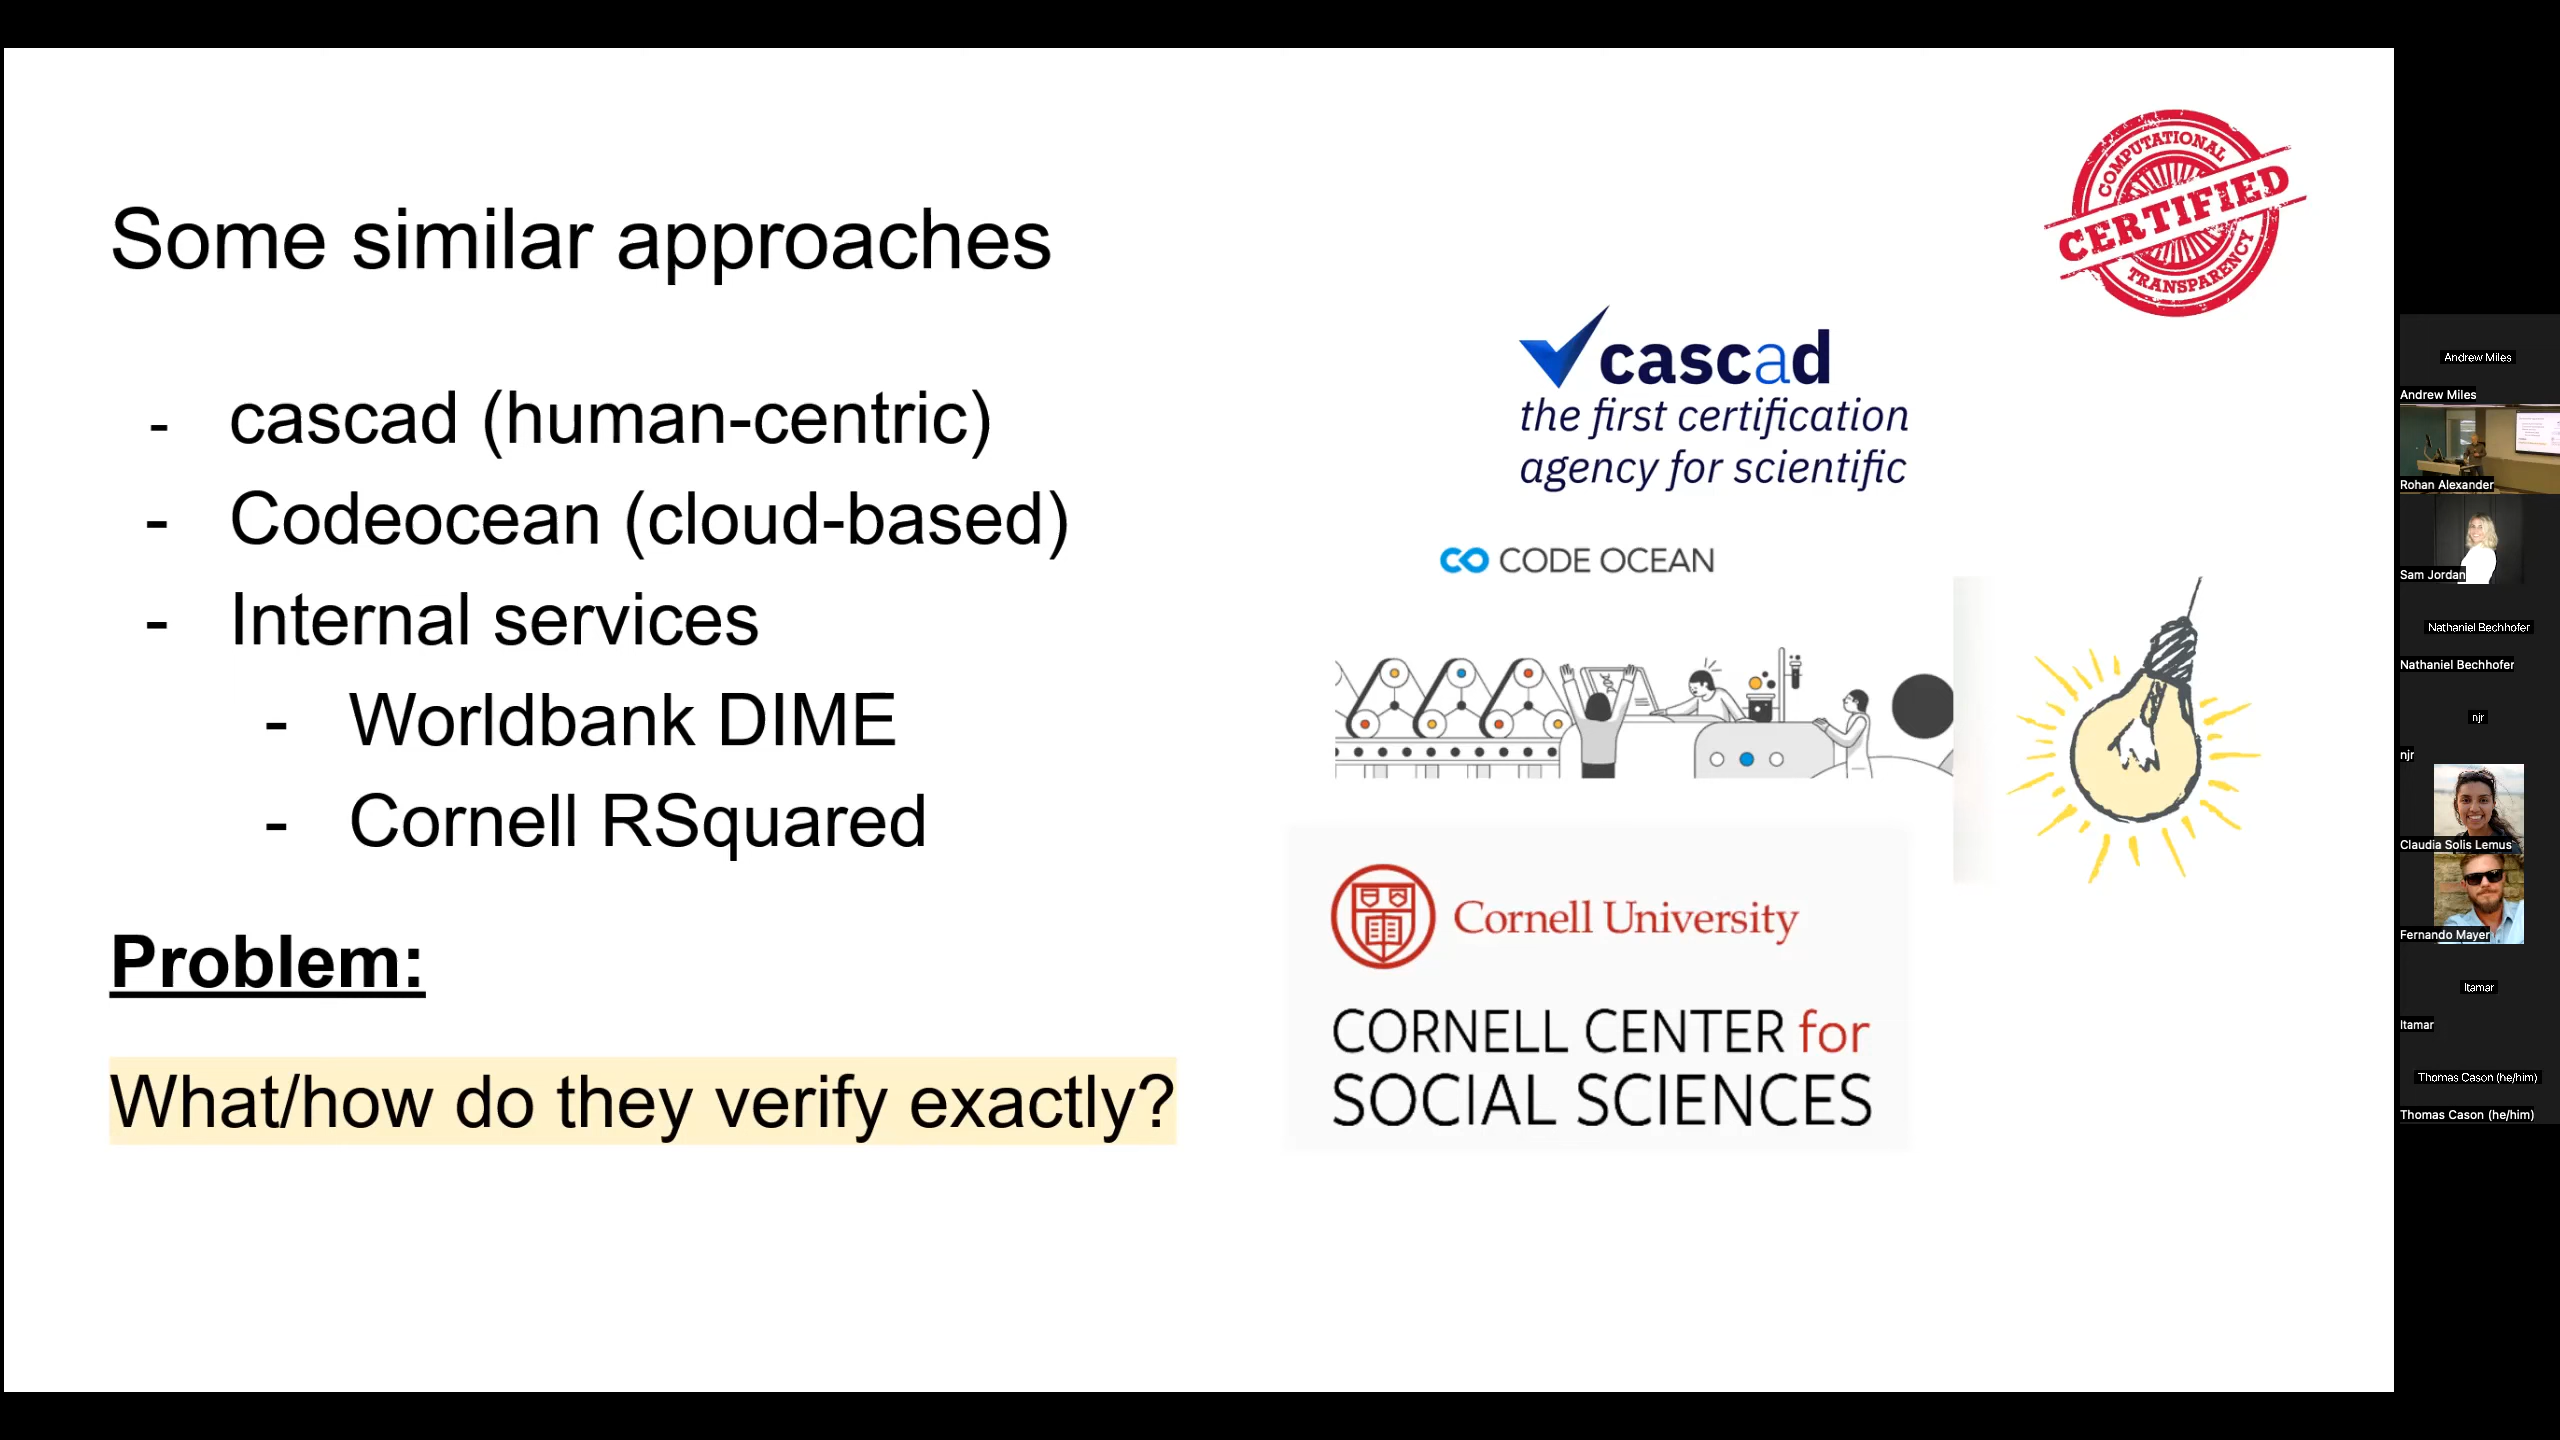 Some similar approaches
- cascad (human-centric)
- Codeocean (cloud-based)
- Internal services
- Worldbank DIME
- Cornell RSquared
Problem:
What/how do they verify exactly?
COMPUTATIONAL
CERTIFIED
TRANSPARENCY
cascad
the first certification
agency for scientific
CODE OCEAN
Cornell University
CORNELL CENTER for
SOCIAL SCIENCES
Andrew Miles
Andrew Miles
Rohan Alexander
Sam Jordan
Nathaniel Bechhofer
Nathaniel Bechhofer
njr
njr
Claudia Solis Lemus
Fernando Mayer
Itamar
Itamar
Thomas Cason (he/him)
Thomas Cason (he/him)